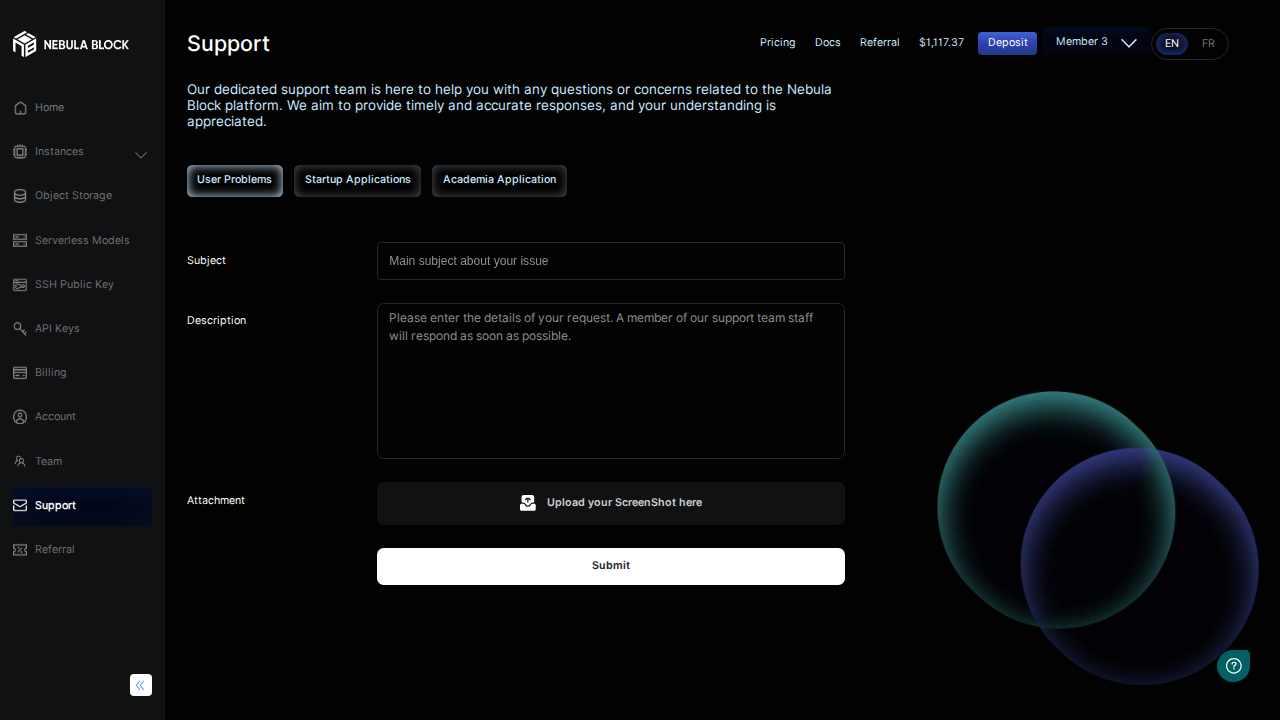 NEBULA BLOCK
Home
Instances
Object Storage
Serverless Models
SSH Public Key
API Keys
Billing
Account
Team
Support
Referral
Support
Pricing
Docs
Referral
$1,117.37
Deposit
Member 3
EN
FR
Our dedicated support team is here to help you with any questions or concerns related to the Nebula
Block platform. We aim to provide timely and accurate responses, and your understanding is
appreciated.
User Problems
Startup Applications
Academia Application
Subject
Main subject about your issue
Description
Please enter the details of your request. A member of our support team staff
will respond as soon as possible.
Attachment
Upload your ScreenShot here
Submit